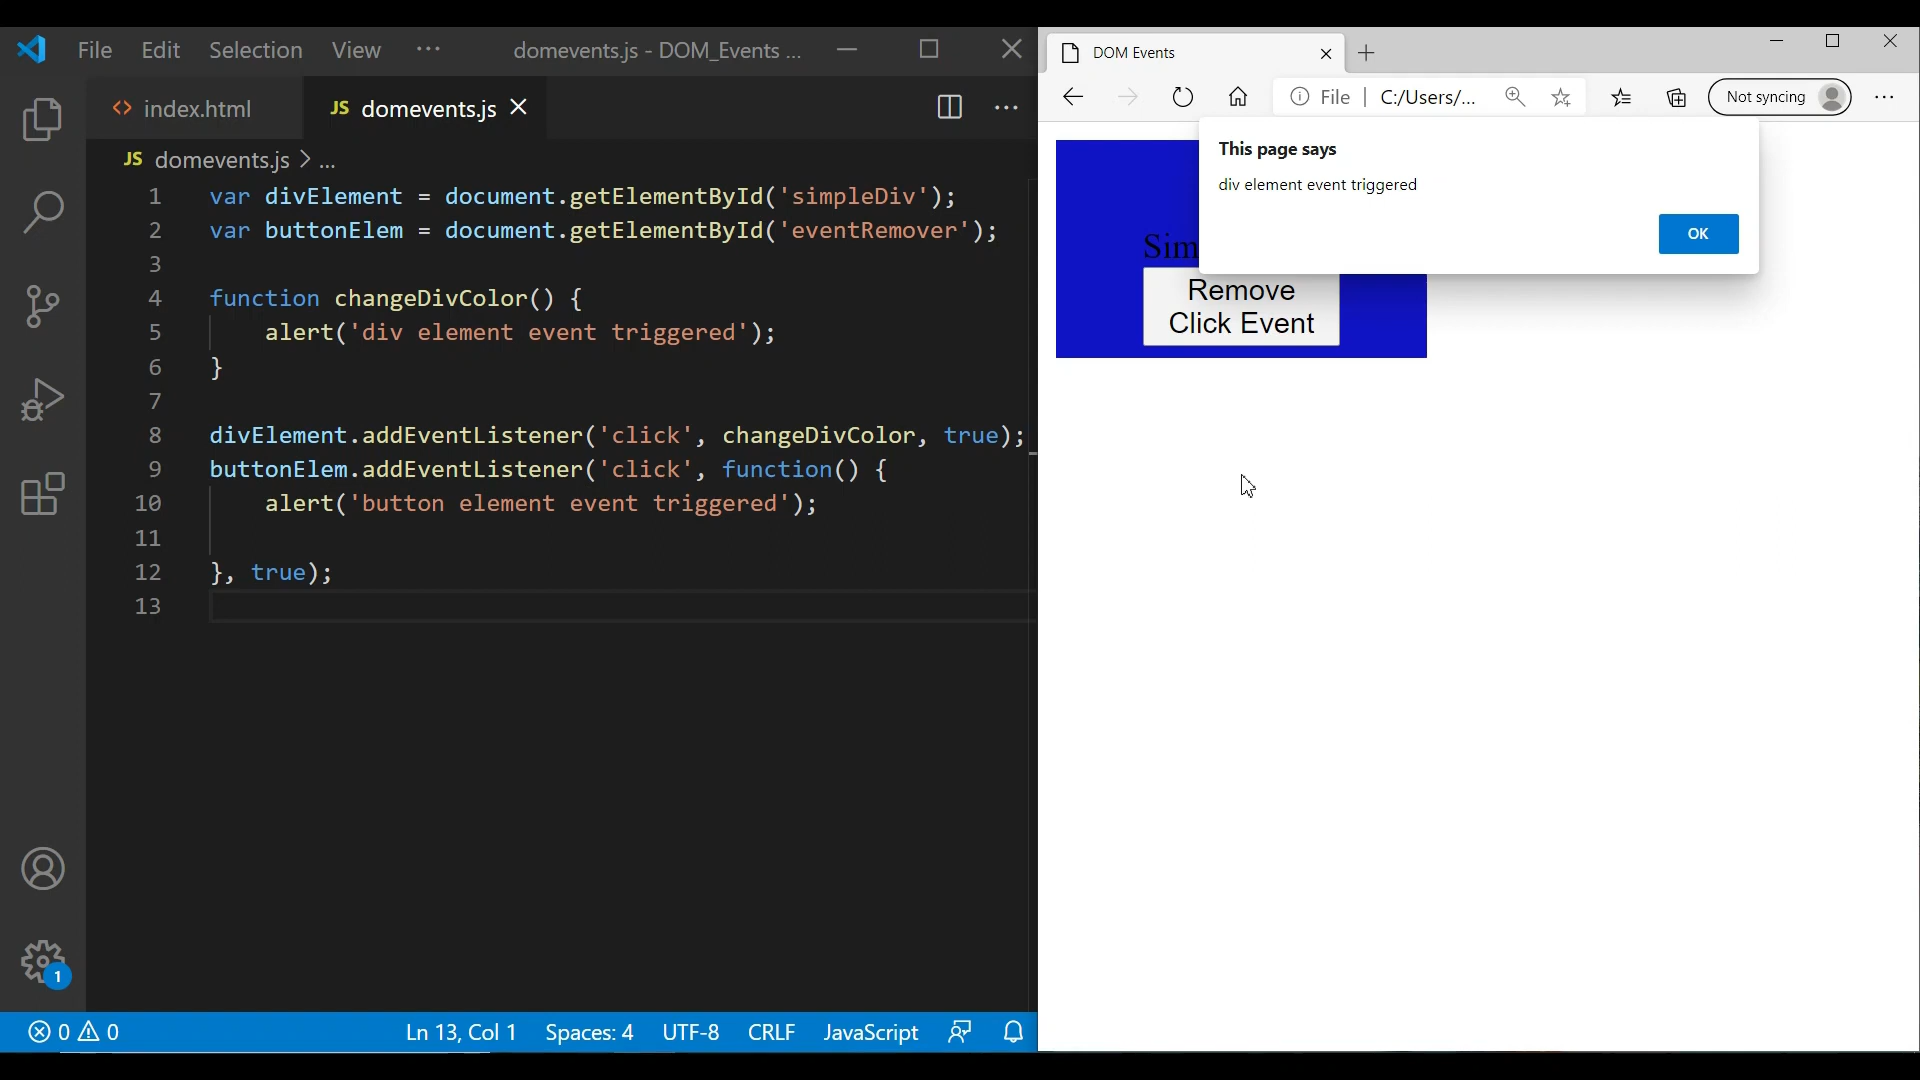 File Edit Selection View ··· domevents.js - DOM_Events ...
index.html
JS domevents.js
JS domevents.js > ...
1 var divElement = document.getElementById('simpleDiv');
2 var buttonElem = document.getElementById('eventRemover');
3
4 function changeDivColor() {
5 alert('div element event triggered');
6 }
7
8 divElement.addEventListener('click', changeDivColor, true);
9 buttonElem.addEventListener('click', function() {
10 alert('button element event triggered');
11
12 }, true);
13
1
0 0 Ln 13, Col 1 Spaces: 4 UTF-8 CRLF JavaScript
DOM Events
File | C:/Users/... Not syncing
This page says
div element event triggered
OK
Sim
Remove
Click Event